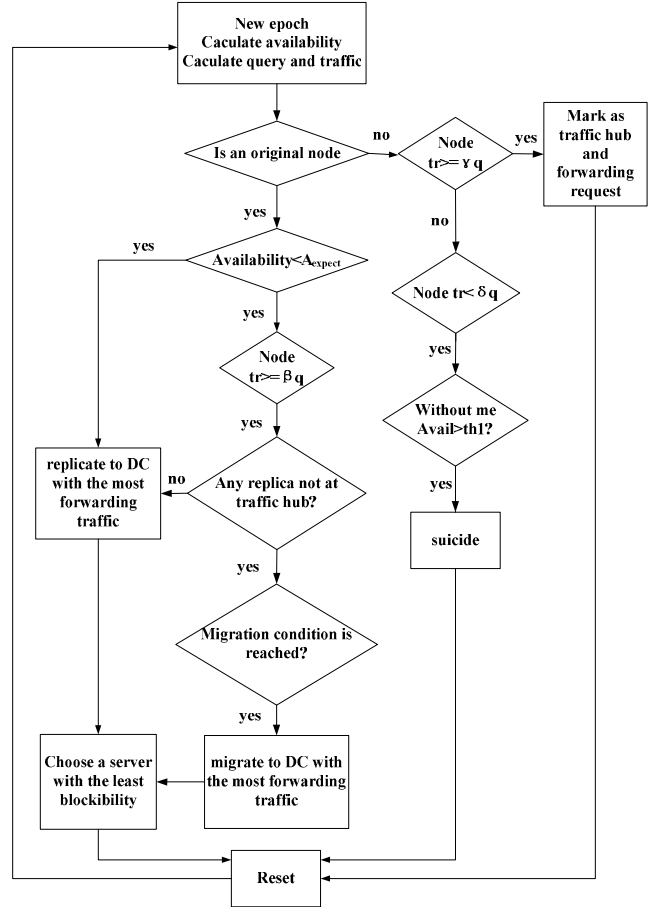 New epoch
Caculate availability
Caculate query and traffic
Is an original node
no
Node
tr>=γq
yes
Mark as
traffic hub
and
forwarding
request
yes
no
yes
Availability<Aexpect
Node tr<δq
yes
Node
tr>=βq
yes
Without me
Avail>th1?
yes
replicate to DC
with the most
forwarding
traffic
no
Any replica not at
traffic hub?
yes
suicide
yes
Migration condition is
reached?
yes
Choose a server
with the least
blockibility
migrate to DC with
the most forwarding
traffic
Reset